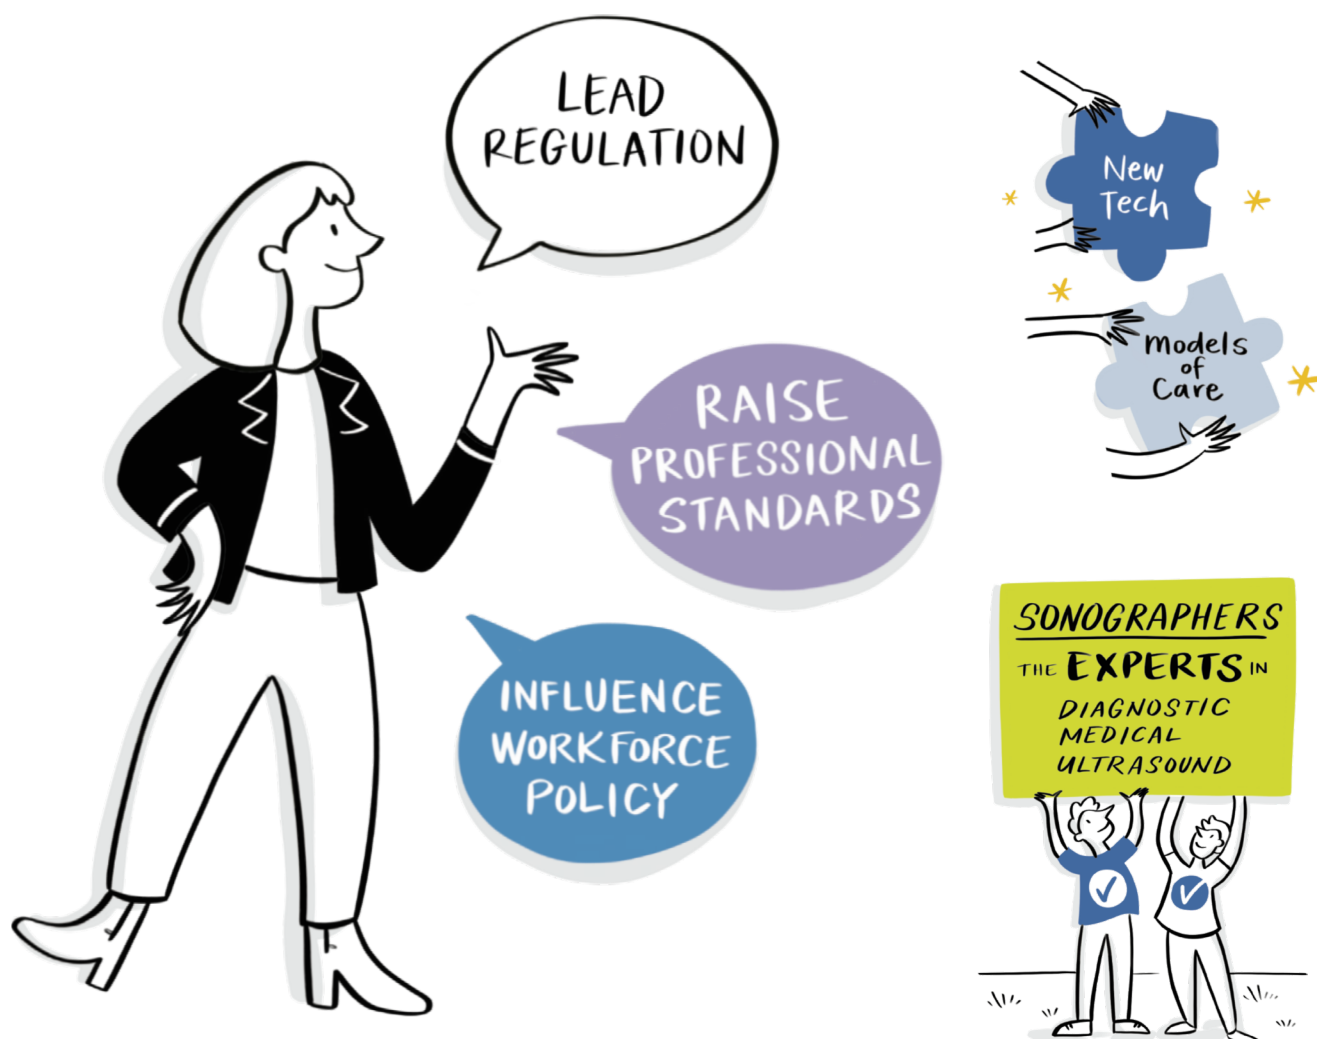 LEAD
REGULATION
RAISE
PROFESSIONAL
STANDARDS
INFLUENCE
WORKFORCE
POLICY
New
Tech
Models
of
Care
SONOGRAPHERS
THE EXPERTS IN
DIAGNOSTIC
MEDICAL
ULTRASOUND